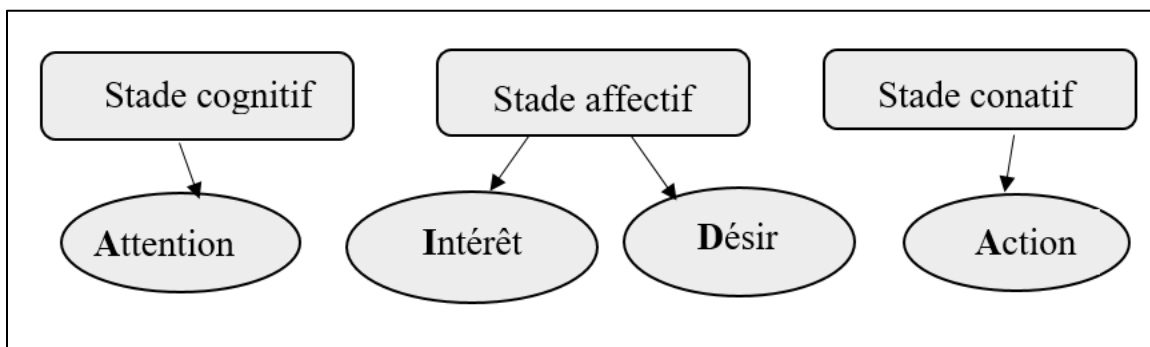 Stade cognitif
Stade affectif
Stade conatif
Attention
Intérêt
Désir
Action